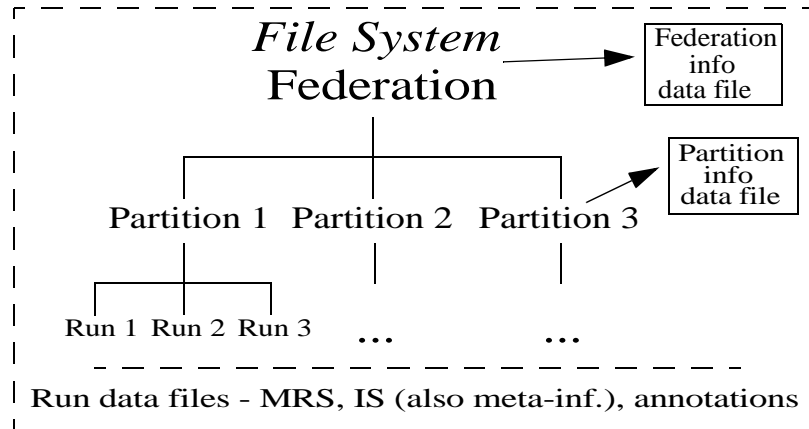 File System
Federation
Federation
info
data file
Partition
info
data file
Partition 1 Partition 2 Partition 3
Run 1 Run 2 Run 3 ... ...
Run data files - MRS, IS (also meta-inf.), annotations